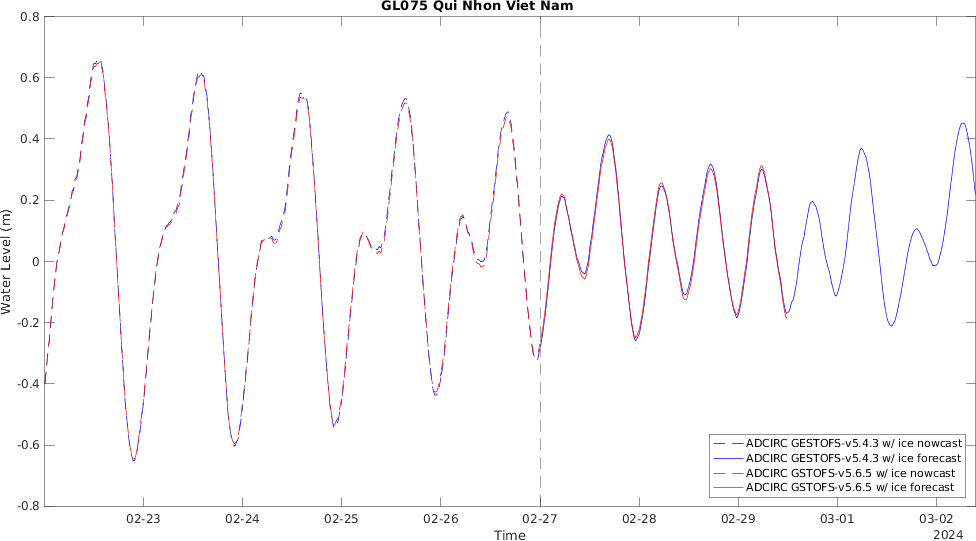 GL075 Qui Nhon Viet Nam
0.8
0.6
0.4
0.2
0
-0.2
-0.4
-0.6
-0.8
Water Level (m)
02-23
02-24
02-25
02-26
02-27
02-28
02-29
03-01
03-02
Time
2024
ADCIRC GESTOFS-v5.4.3 w/ ice nowcast
ADCIRC GESTOFS-v5.4.3 w/ ice forecast
ADCIRC GSTOFS-v5.6.5 w/ ice nowcast
ADCIRC GSTOFS-v5.6.5 w/ ice forecast